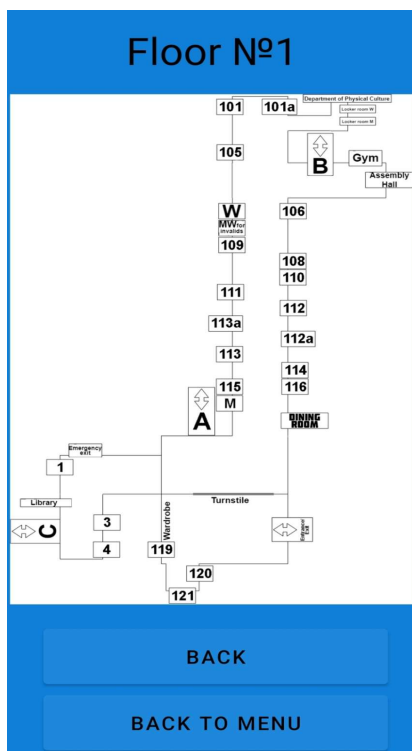 Floor №1
101
101a
Department of Physical Culture
Locker room W
Locker room M
105
B
Gym
Assembly
Hall
W
MW for
invalids
106
109
108
110
111
112
113a
112a
113
114
115
116
M
A
DINING
ROOM
Emergency
exit
1
Library
Turnstile
Wardrobe
C
3
Entrance/
Exit
4
119
120
121
BACK
BACK TO MENU